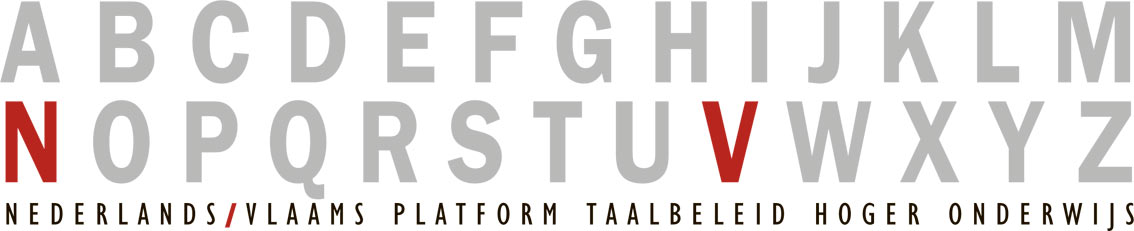 A B C D E F G H I J K L M
N O P Q R S T U V W X Y Z
NEDERLANDS/VLAAMS PLATFORM TAALBELEID HOGER ONDERWIJS